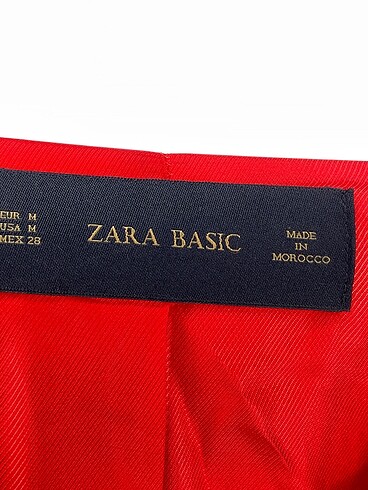 EUR M
USA M
MEX 28
ZARA BASIC
MADE
IN
MOROCCO